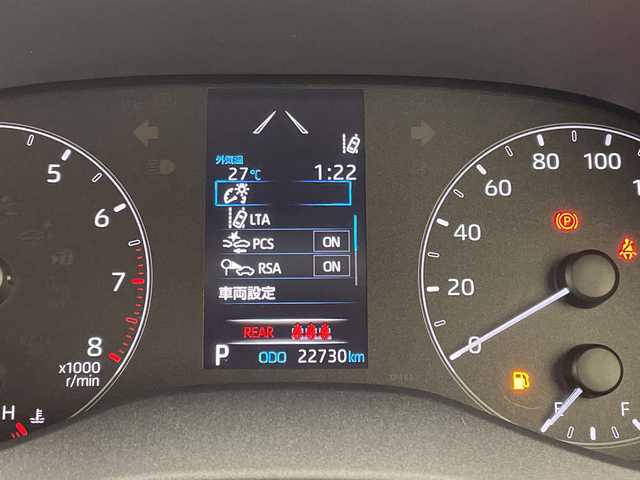 5
6
7
8
x1000
r/min
H
外気温
27℃
1:22
LTA
PCS ON
RSA ON
車両設定
REAR
P ODO 22730km
0
20
40
60
80
100
P
E
F